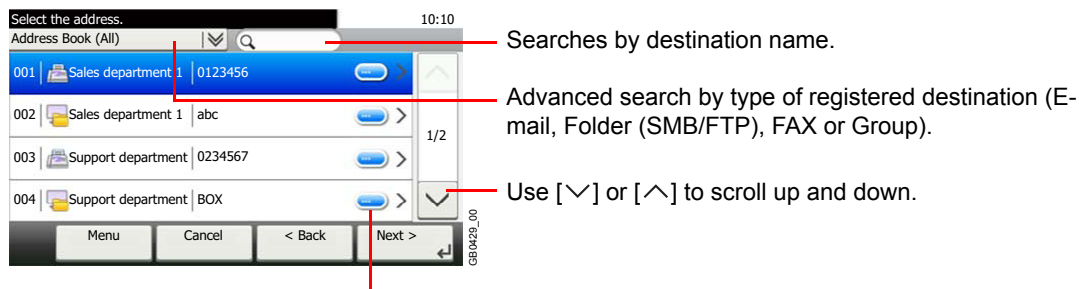 Select the address.
10:10
Address Book (All)
Searches by destination name.
001 Sales department 1 0123456
Advanced search by type of registered destination (E-
mail, Folder (SMB/FTP), FAX or Group).
002 Sales department 1 abc
1/2
003 Support department 0234567
Use [∨] or [∧] to scroll up and down.
004 Support department BOX
Menu Cancel < Back Next >
GB0429_00